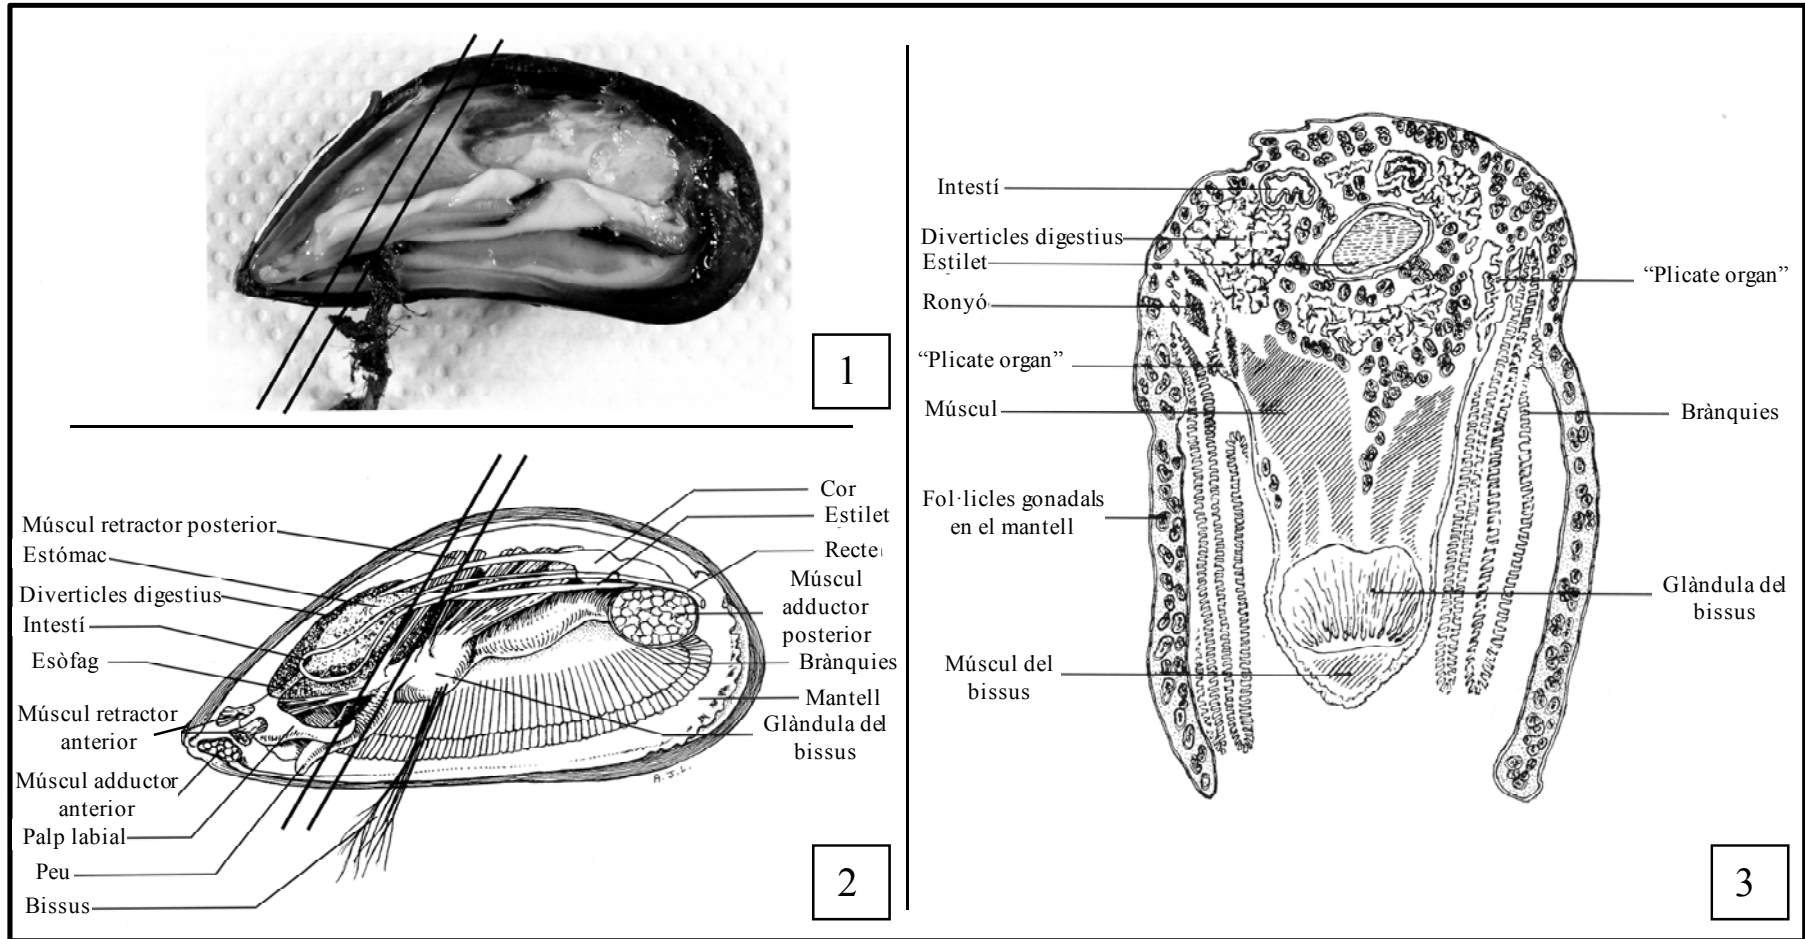 1
Múscul retractor posterior
Estómac
Diverticles digestius
Intestí
Esòfag
Múscul retractor
anterior
Múscul adductor
anterior
Palp labial
Peu
Bissus
Cor
Estilet
Recte
Múscul
adductor
posterior
Brànquies
Mantell
Glàndula del
bissus
A.J.L.
2
Intestí
Diverticles digestius
Estilet
Ronyó
“Plicate organ”
Múscul
Fol·licles gonadals
en el mantell
Múscul del
bissus
“Plicate organ”
Brànquies
Glàndula del
bissus
3